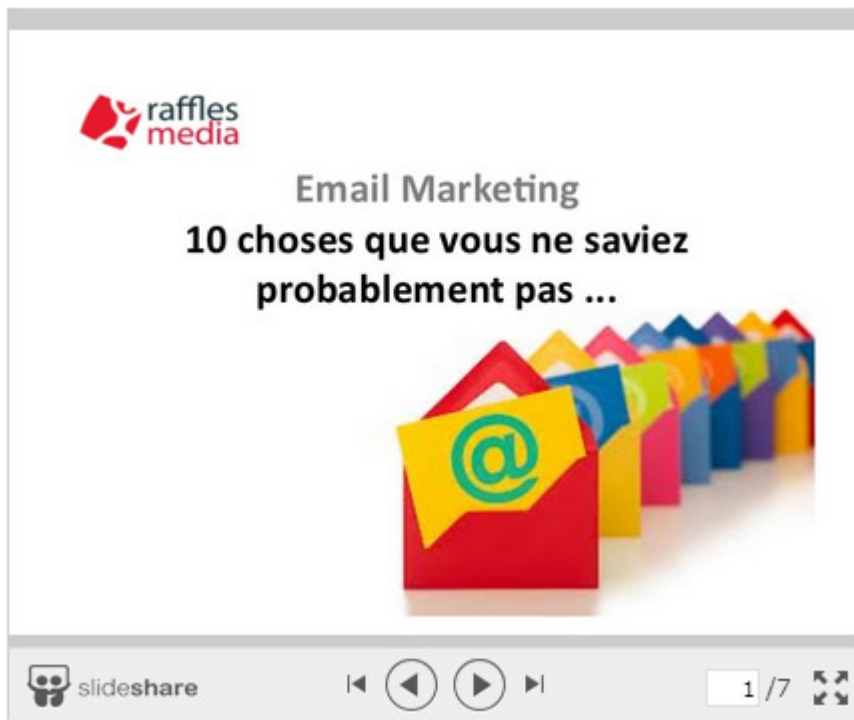 raffles
media
Email Marketing
10 choses que vous ne saviez
probablement pas ...
@
slideshare
1 /7